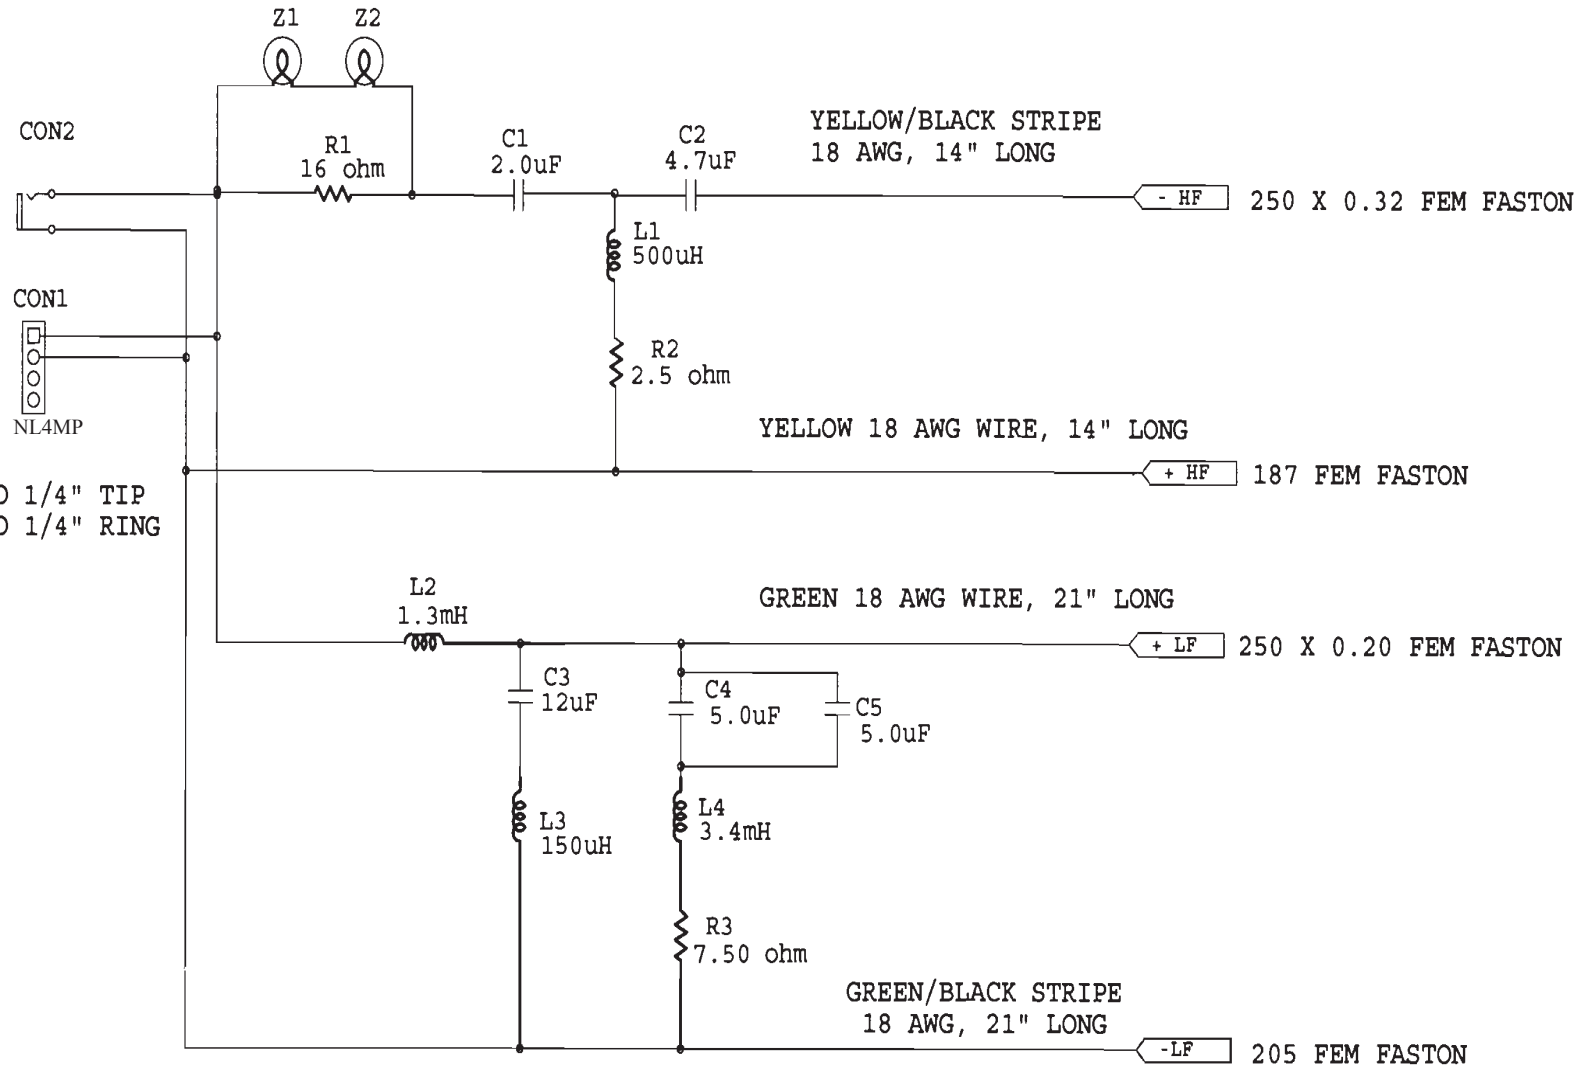 Z1 Z2
CON2
R1
16 ohm
C1
2.0uF
C2
4.7uF
YELLOW/BLACK STRIPE
18 AWG, 14" LONG
- HF
250 X 0.32 FEM FASTON
L1
500uH
CON1
NL4MP
R2
2.5 ohm
YELLOW 18 AWG WIRE, 14" LONG
+ HF
187 FEM FASTON
1/4" TIP
1/4" RING
L2
1.3mH
GREEN 18 AWG WIRE, 21" LONG
+ LF
250 X 0.20 FEM FASTON
C3
12uF
C4
5.0uF
C5
5.0uF
L3
150uH
L4
3.4mH
R3
7.50 ohm
GREEN/BLACK STRIPE
18 AWG, 21" LONG
-LF
205 FEM FASTON